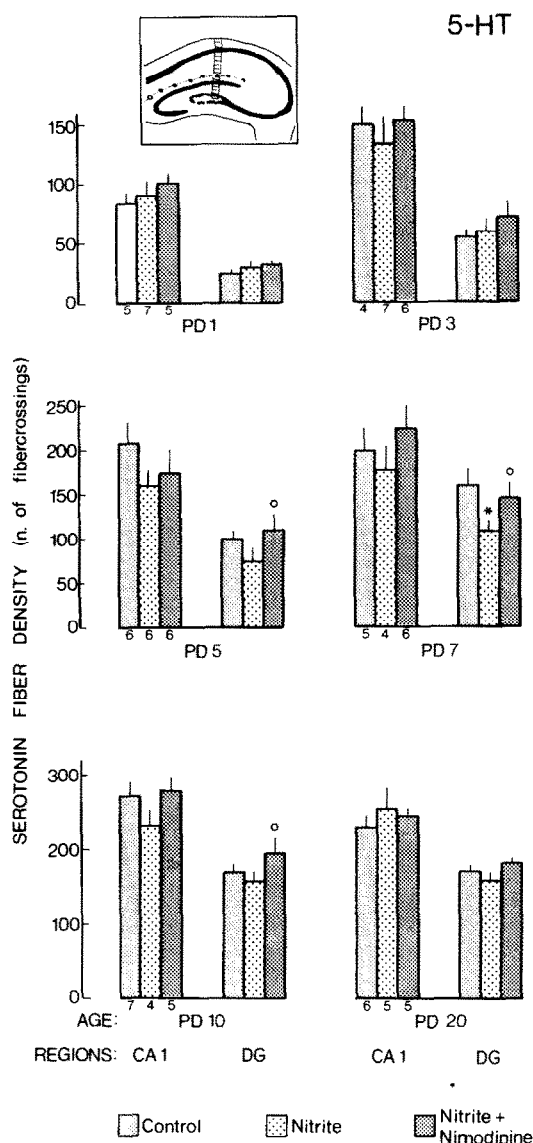 5-HT
150
100
50
0
5 7 5
PD 1
4 7 6
PD 3
SEROTONIN FIBER DENSITY (n. of fibercrossings)
250
200
150
100
50
0
6 6 6
PD 5
*
5 4 6
PD 7
300
200
100
0
7 4 5
6 5 5
AGE: PD 10 PD 20
REGIONS: CA 1 DG CA 1 DG
Control Nitrite Nitrite +
Nimodipine